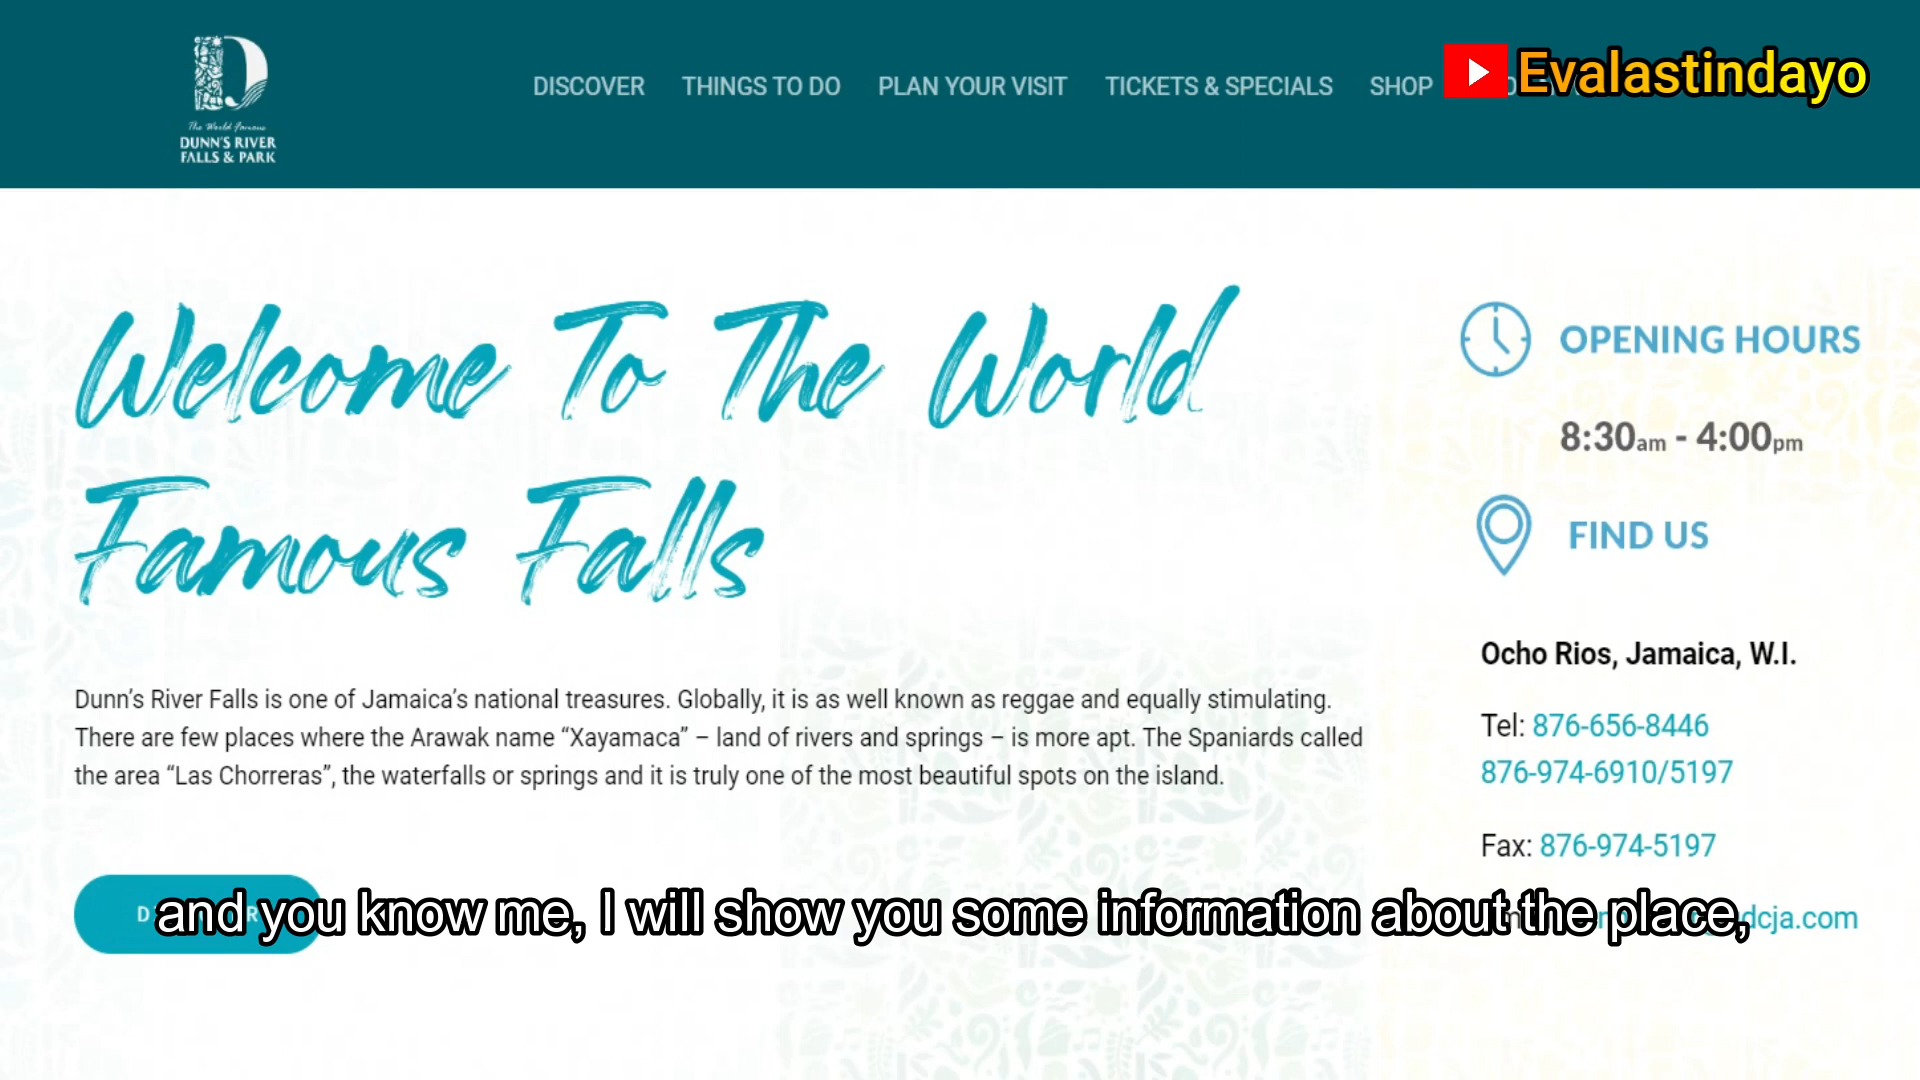 The World Famous
DUNN'S RIVER
FALLS & PARK
DISCOVER THINGS TO DO PLAN YOUR VISIT TICKETS & SPECIALS SHOP
Evalastindayo
Welcome To The World
Famous Falls
Dunn's River Falls is one of Jamaica's national treasures. Globally, it is as well known as reggae and equally stimulating.
There are few places where the Arawak name “Xayamaca” – land of rivers and springs – is more apt. The Spaniards called
the area “Las Chorreras”, the waterfalls or springs and it is truly one of the most beautiful spots on the island.
OPENING HOURS
8:30am - 4:00pm
FIND US
Ocho Rios, Jamaica, W.I.
Tel: 876-656-8446
876-974-6910/5197
Fax: 876-974-5197
and you know me, I will show you some information about the place,